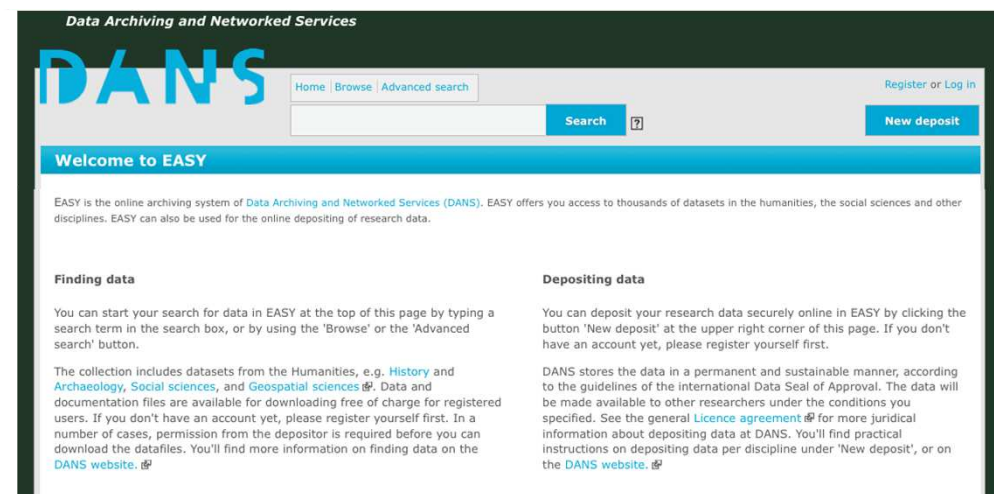 Data Archiving and Networked Services
DANS
Home | Browse | Advanced search
Register or Log in
Search
?
New deposit
Welcome to EASY
EASY is the online archiving system of Data Archiving and Networked Services (DANS). EASY offers you access to thousands of datasets in the humanities, the social sciences and other
disciplines. EASY can also be used for the online depositing of research data.
Finding data
You can start your search for data in EASY at the top of this page by typing a
search term in the search box, or by using the 'Browse' or the 'Advanced
search' button.
The collection includes datasets from the Humanities, e.g. History and
Archaeology, Social sciences, and Geospatial sciences. Data and
documentation files are available for downloading free of charge for registered
users. If you don't have an account yet, please register yourself first. In a
number of cases, permission from the depositor is required before you can
download the datafiles. You'll find more information on finding data on the
DANS website.
Depositing data
You can deposit your research data securely online in EASY by clicking the
button 'New deposit' at the upper right corner of this page. If you don't
have an account yet, please register yourself first.
DANS stores the data in a permanent and sustainable manner, according
to the guidelines of the international Data Seal of Approval. The data will
be made available to other researchers under the conditions you
specified. See the general Licence agreement for more juridical
information about depositing data at DANS. You'll find practical
instructions on depositing data per discipline under 'New deposit', or on
the DANS website.